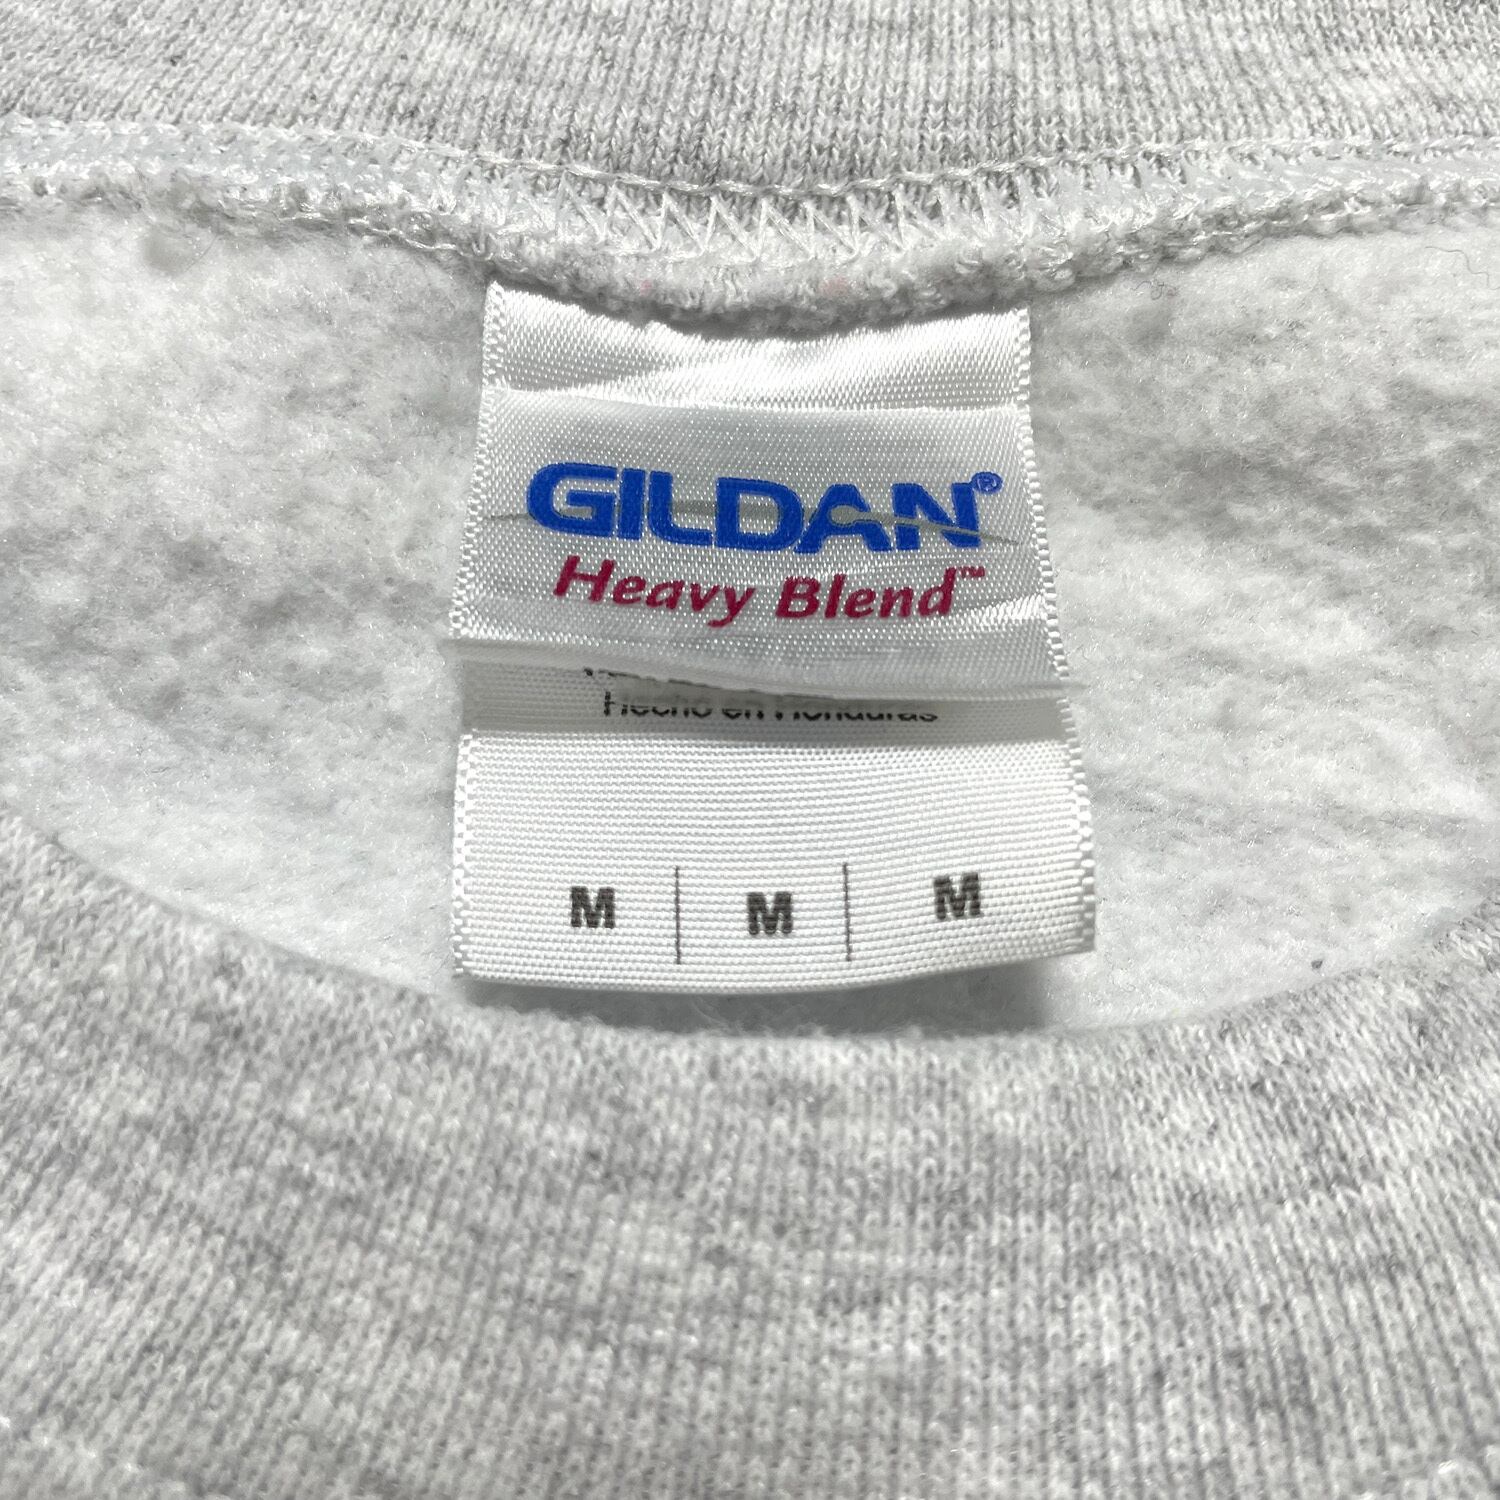 GILDAN®
Heavy Blend™
Hecho en Honduras
M | M | M